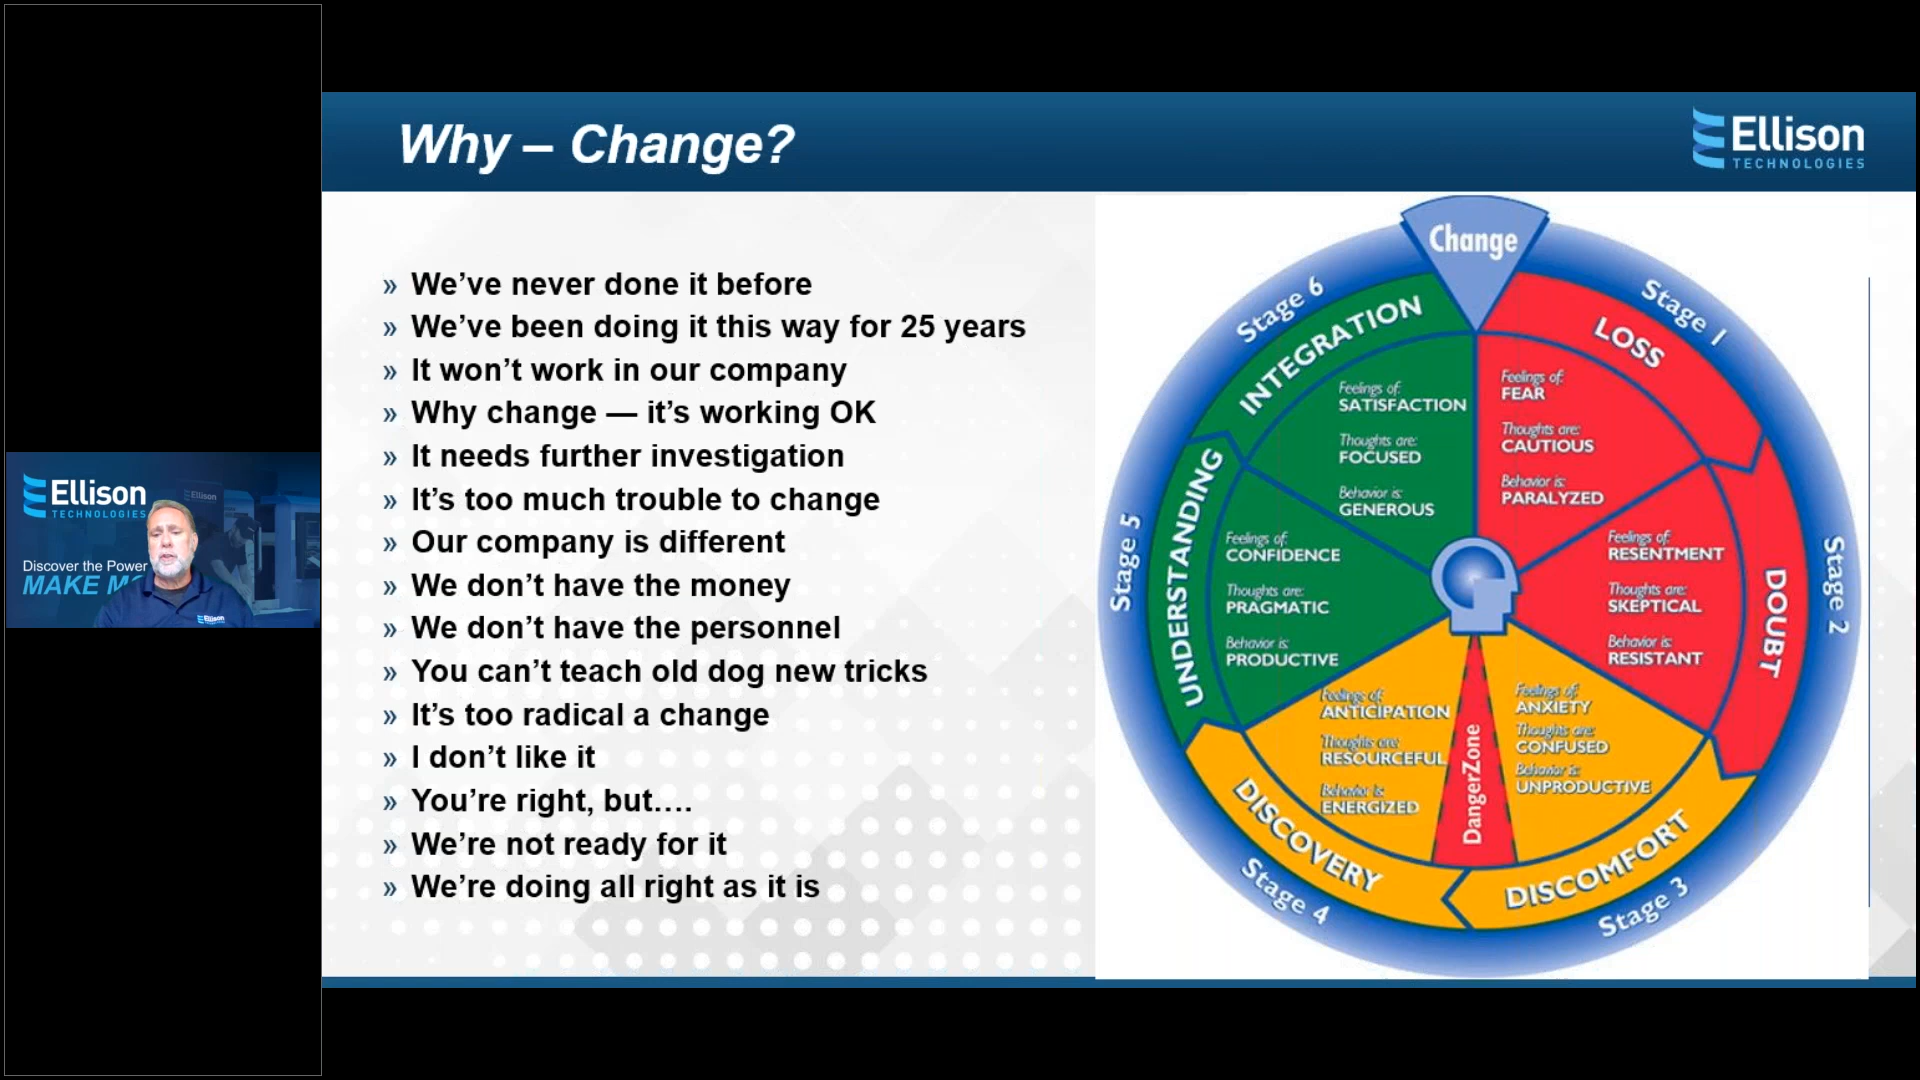 Why – Change?
Ellison
TECHNOLOGIES
» We’ve never done it before
» We’ve been doing it this way for 25 years
» It won’t work in our company
» Why change — it’s working OK
» It needs further investigation
» It’s too much trouble to change
» Our company is different
» We don’t have the money
» We don’t have the personnel
» You can’t teach old dog new tricks
» It’s too radical a change
» I don’t like it
» You’re right, but….
» We’re not ready for it
» We’re doing all right as it is
Change
Stage 1
LOSS
Feelings of:
FEAR
Thoughts are:
CAUTIOUS
Behavior is:
PARALYZED
Stage 2
DOUBT
Feelings of:
RESENTMENT
Thoughts are:
SKEPTICAL
Behavior is:
RESISTANT
Stage 3
DISCOMFORT
Feelings of:
ANXIETY
Thoughts are:
CONFUSED
Behavior is:
UNPRODUCTIVE
DangerZone
Stage 4
DISCOVERY
Feelings of:
ANTICIPATION
Thoughts are:
RESOURCEFUL
Behavior is:
ENERGIZED
Stage 5
UNDERSTANDING
Feelings of:
CONFIDENCE
Thoughts are:
PRAGMATIC
Behavior is:
PRODUCTIVE
Stage 6
INTEGRATION
Feelings of:
SATISFACTION
Thoughts are:
FOCUSED
Behavior is:
GENEROUS
Ellison
TECHNOLOGIES
Ellison
Discover the Power
MAKE
Ellison